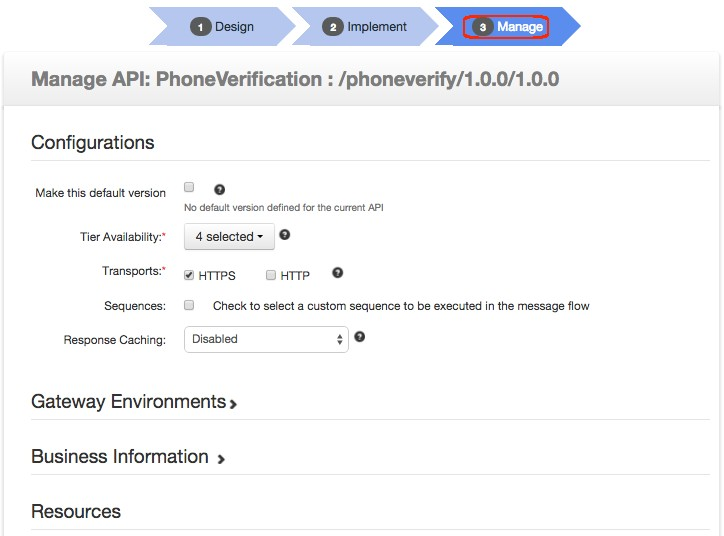 1 Design 2 Implement 3 Manage
Manage API: PhoneVerification : /phoneverify/1.0.0/1.0.0
Configurations
Make this default version ?
No default version defined for the current API
Tier Availability:* 4 selected ?
Transports:* HTTPS HTTP ?
Sequences: Check to select a custom sequence to be executed in the message flow
Response Caching: Disabled ?
Gateway Environments
Business Information
Resources